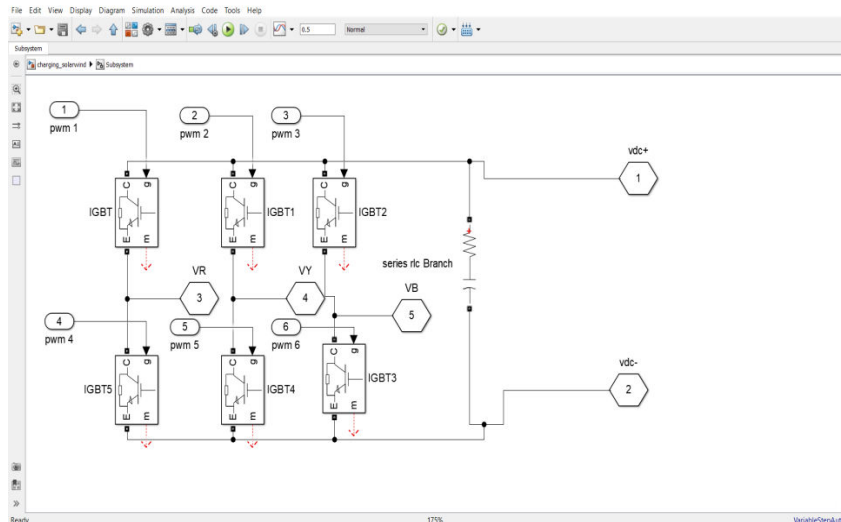 File Edit View Display Diagram Simulation Analysis Code Tools Help
0.5 Normal
Subsystem
charging_solarwind Subsystem
1
pwm 1
2
pwm 2
3
pwm 3
vdc+
1
C g
IGBT
E m
C g
IGBT1
E m
C g
IGBT2
E m
series rlc Branch
VR
3
VY
4
VB
5
4
pwm 4
5
pwm 5
6
pwm 6
C g
IGBT5
E m
C g
IGBT4
E m
C g
IGBT3
E m
vdc-
2
Ready 175% VariableStepAut